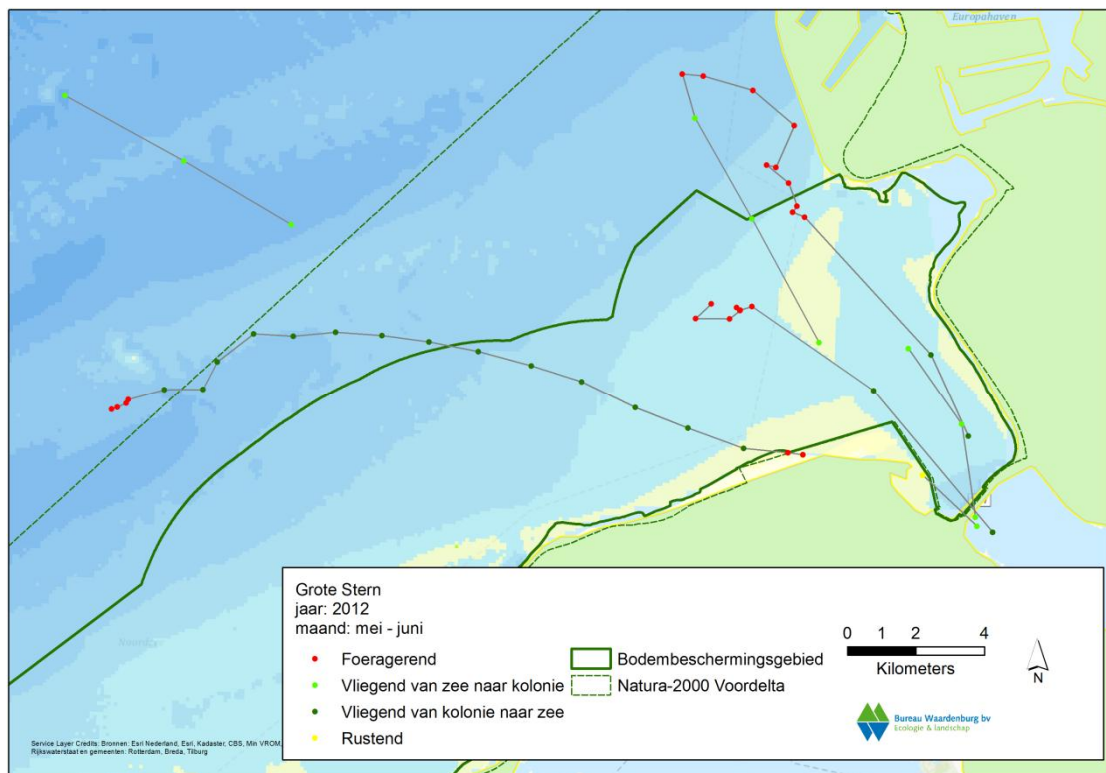 Europahaven
Noordzee
Grote Stern
jaar: 2012
maand: mei - juni
Foeragerend
Vliegend van zee naar kolonie
Vliegend van kolonie naar zee
Rustend
Bodembeschermingsgebied
Natura-2000 Voordelta
0 1 2 4
Kilometers
N
Bureau Waardenburg bv
Ecologie & landschap
Service Layer Credits: Bronnen: Esri Nederland, Esri, Kadaster, CBS, Min VROM,
Rijkswaterstaat en gemeenten: Rotterdam, Breda, Tilburg